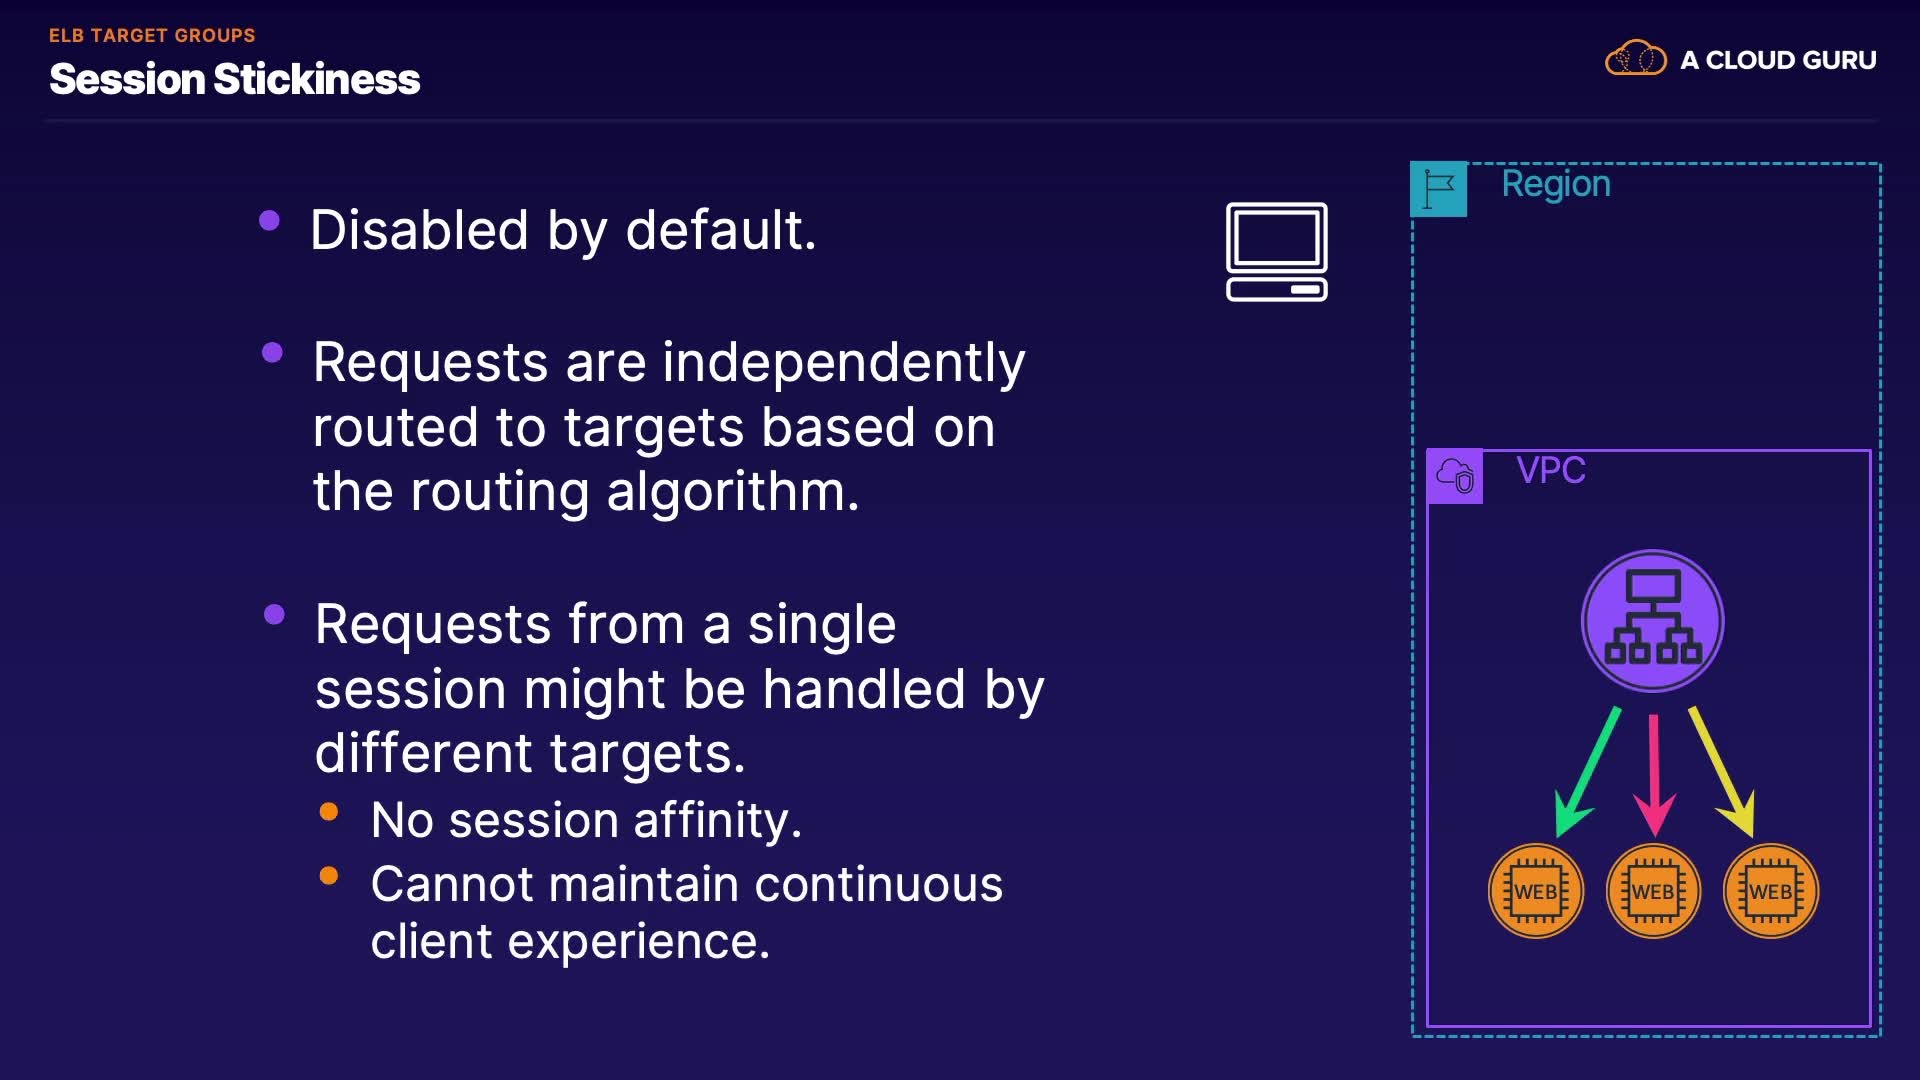 ELB TARGET GROUPS
Session Stickiness
A CLOUD GURU
Disabled by default.
Requests are independently
routed to targets based on
the routing algorithm.
Requests from a single
session might be handled by
different targets.
No session affinity.
Cannot maintain continuous
client experience.
Region
VPC
WEB WEB WEB